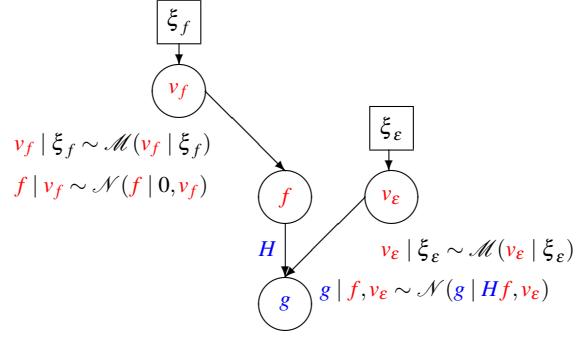 ξ_f
v_f
v_f | ξ_f ∼ ℳ(v_f | ξ_f)
ξ_ε
f | v_f ∼ 𝒩(f | 0, v_f)
f
v_ε
H
v_ε | ξ_ε ∼ ℳ(v_ε | ξ_ε)
g
g | f, v_ε ∼ 𝒩(g | Hf, v_ε)